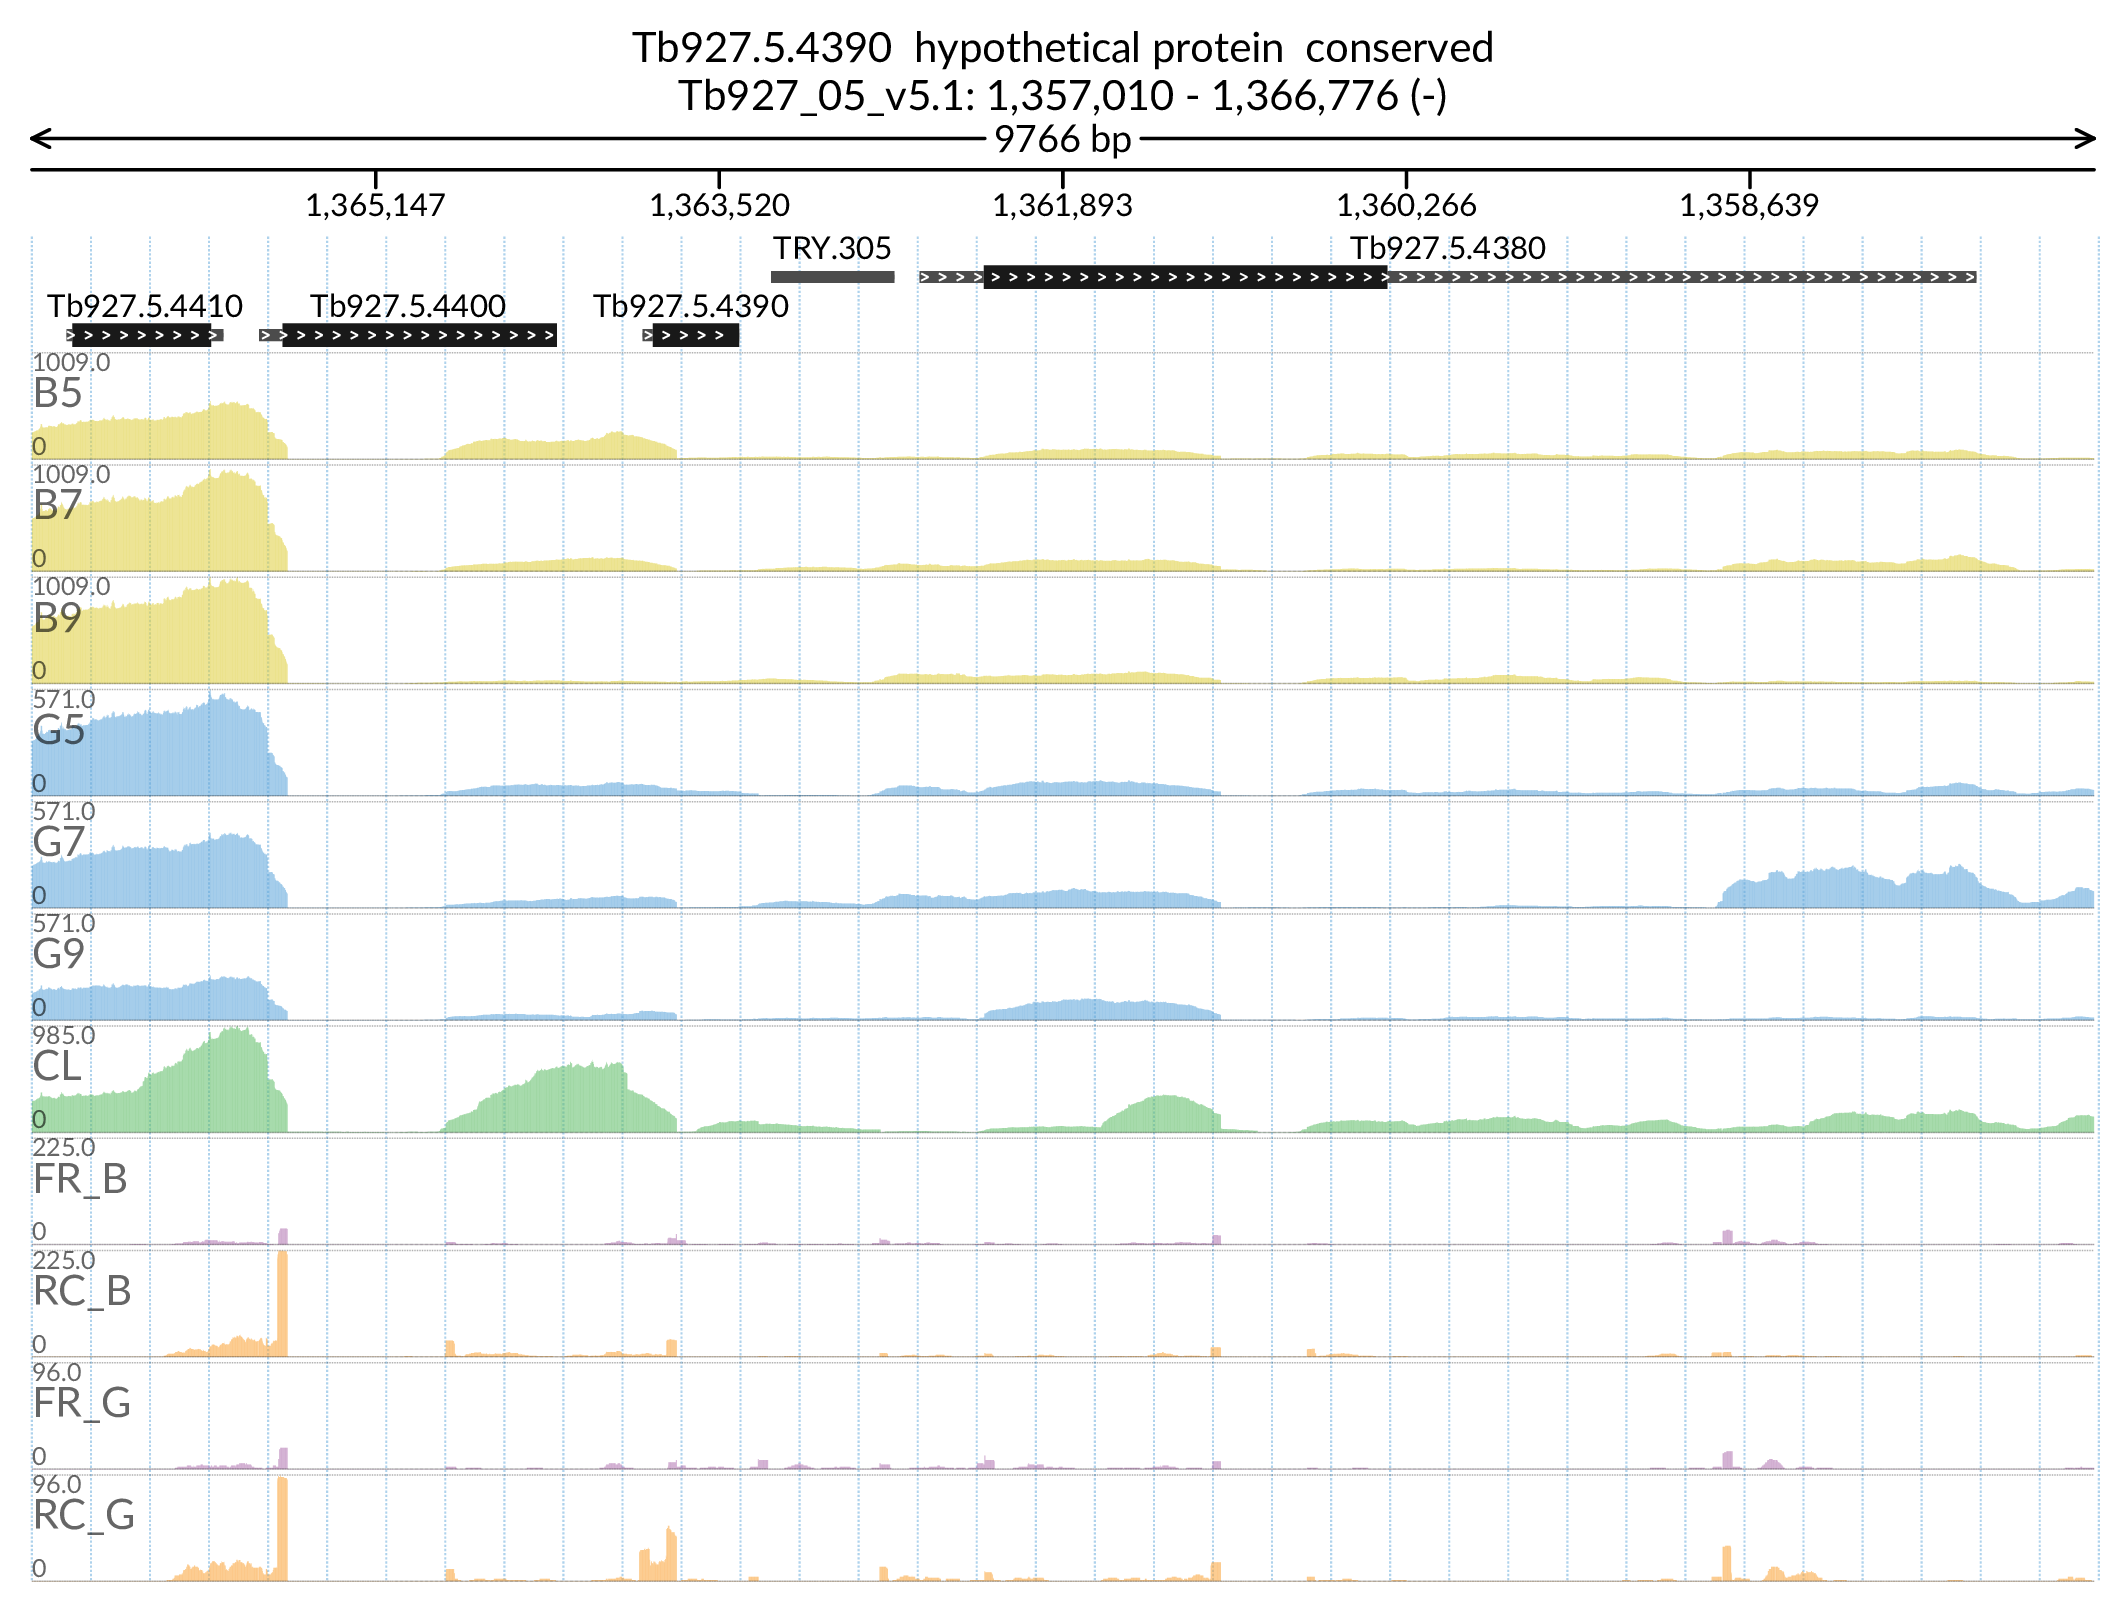 Tb927.5.4390 hypothetical protein conserved
Tb927_05_v5.1: 1,357,010 - 1,366,776 (-)
9766 bp
1,365,147 1,363,520 1,361,893 1,360,266 1,358,639
TRY.305 Tb927.5.4380
Tb927.5.4410 Tb927.5.4400 Tb927.5.4390
1009.0
B5
0
1009.0
B7
0
1009.0
B9
0
571.0
G5
0
571.0
G7
0
571.0
G9
0
985.0
CL
0
225.0
FR_B
0
225.0
RC_B
0
96.0
FR_G
0
96.0
RC_G
0